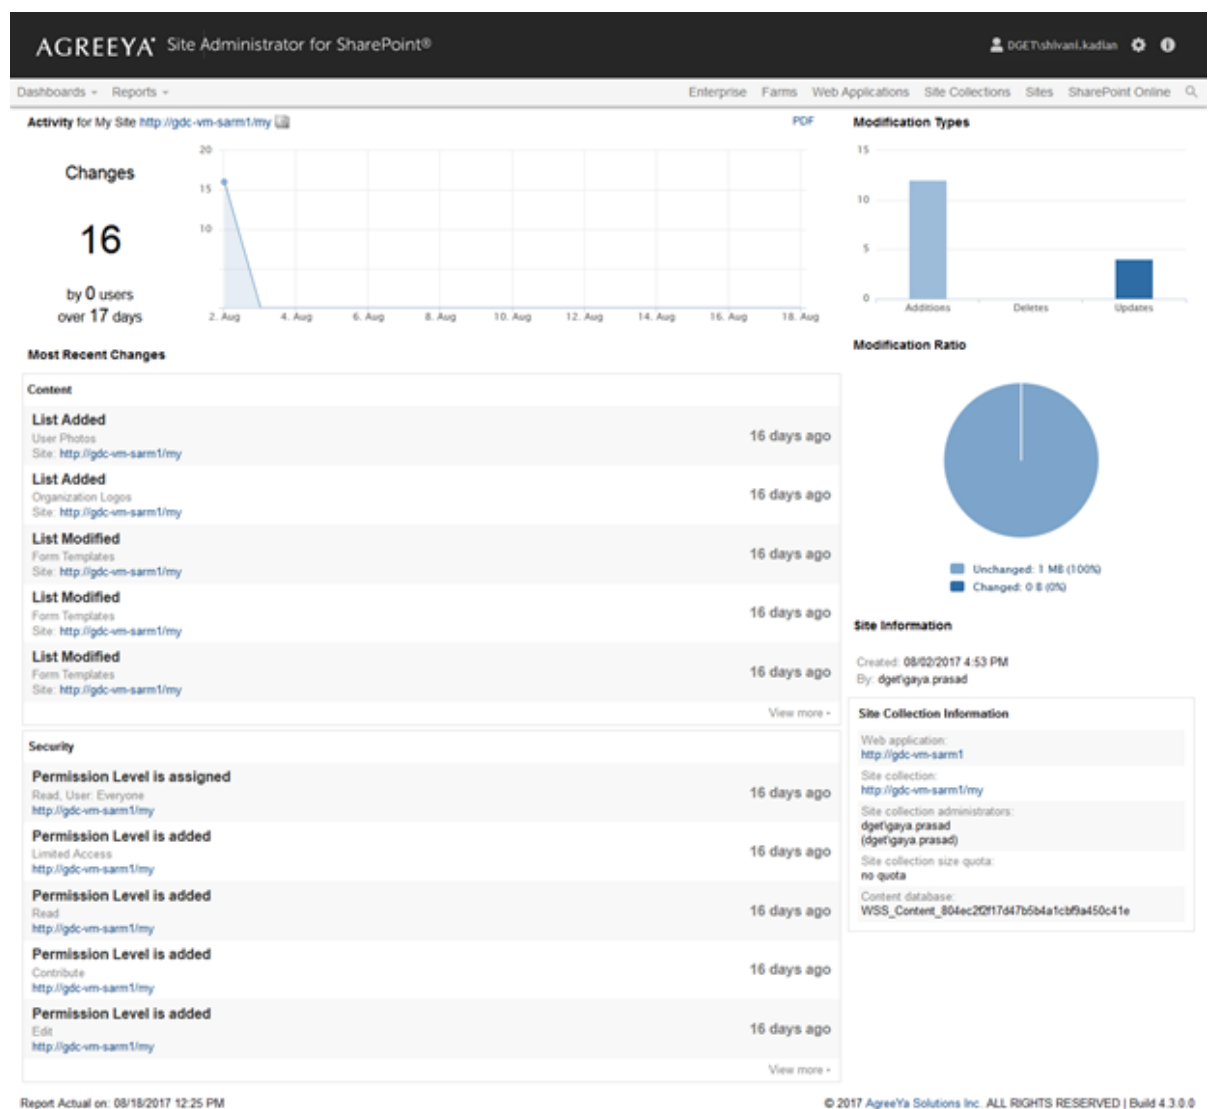 AGREEYA Site Administrator for SharePoint®
DGET\shivani.kadian
Dashboards Reports
Enterprise Farms Web Applications Site Collections Sites SharePoint Online
Activity for My Site http://gdc-vm-sarm1/my
PDF
Changes
16
by 0 users
over 17 days
20
15
10
2. Aug 4. Aug 6. Aug 8. Aug 10. Aug 12. Aug 14. Aug 16. Aug 18. Aug
Modification Types
15
10
5
0
Additions Deletes Updates
Most Recent Changes
Content
List Added
User Photos
Site: http://gdc-vm-sarm1/my
16 days ago
List Added
Organization Logos
Site: http://gdc-vm-sarm1/my
16 days ago
List Modified
Form Templates
Site: http://gdc-vm-sarm1/my
16 days ago
List Modified
Form Templates
Site: http://gdc-vm-sarm1/my
16 days ago
List Modified
Form Templates
Site: http://gdc-vm-sarm1/my
16 days ago
View more
Security
Permission Level is assigned
Read, User: Everyone
http://gdc-vm-sarm1/my
16 days ago
Permission Level is added
Limited Access
http://gdc-vm-sarm1/my
16 days ago
Permission Level is added
Read
http://gdc-vm-sarm1/my
16 days ago
Permission Level is added
Contribute
http://gdc-vm-sarm1/my
16 days ago
Permission Level is added
Edit
http://gdc-vm-sarm1/my
16 days ago
View more
Modification Ratio
Unchanged: 1 MB (100%)
Changed: 0 B (0%)
Site Information
Created: 08/02/2017 4:53 PM
By: dget\gaya.prasad
Site Collection Information
Web application:
http://gdc-vm-sarm1
Site collection:
http://gdc-vm-sarm1/my
Site collection administrators:
dget\gaya.prasad
(dget\gaya.prasad)
Site collection size quota:
no quota
Content database:
Report Actual on: 08/18/2017 12:25 PM
© 2017 AgreeYa Solutions Inc. ALL RIGHTS RESERVED | Build 4.3.0.0